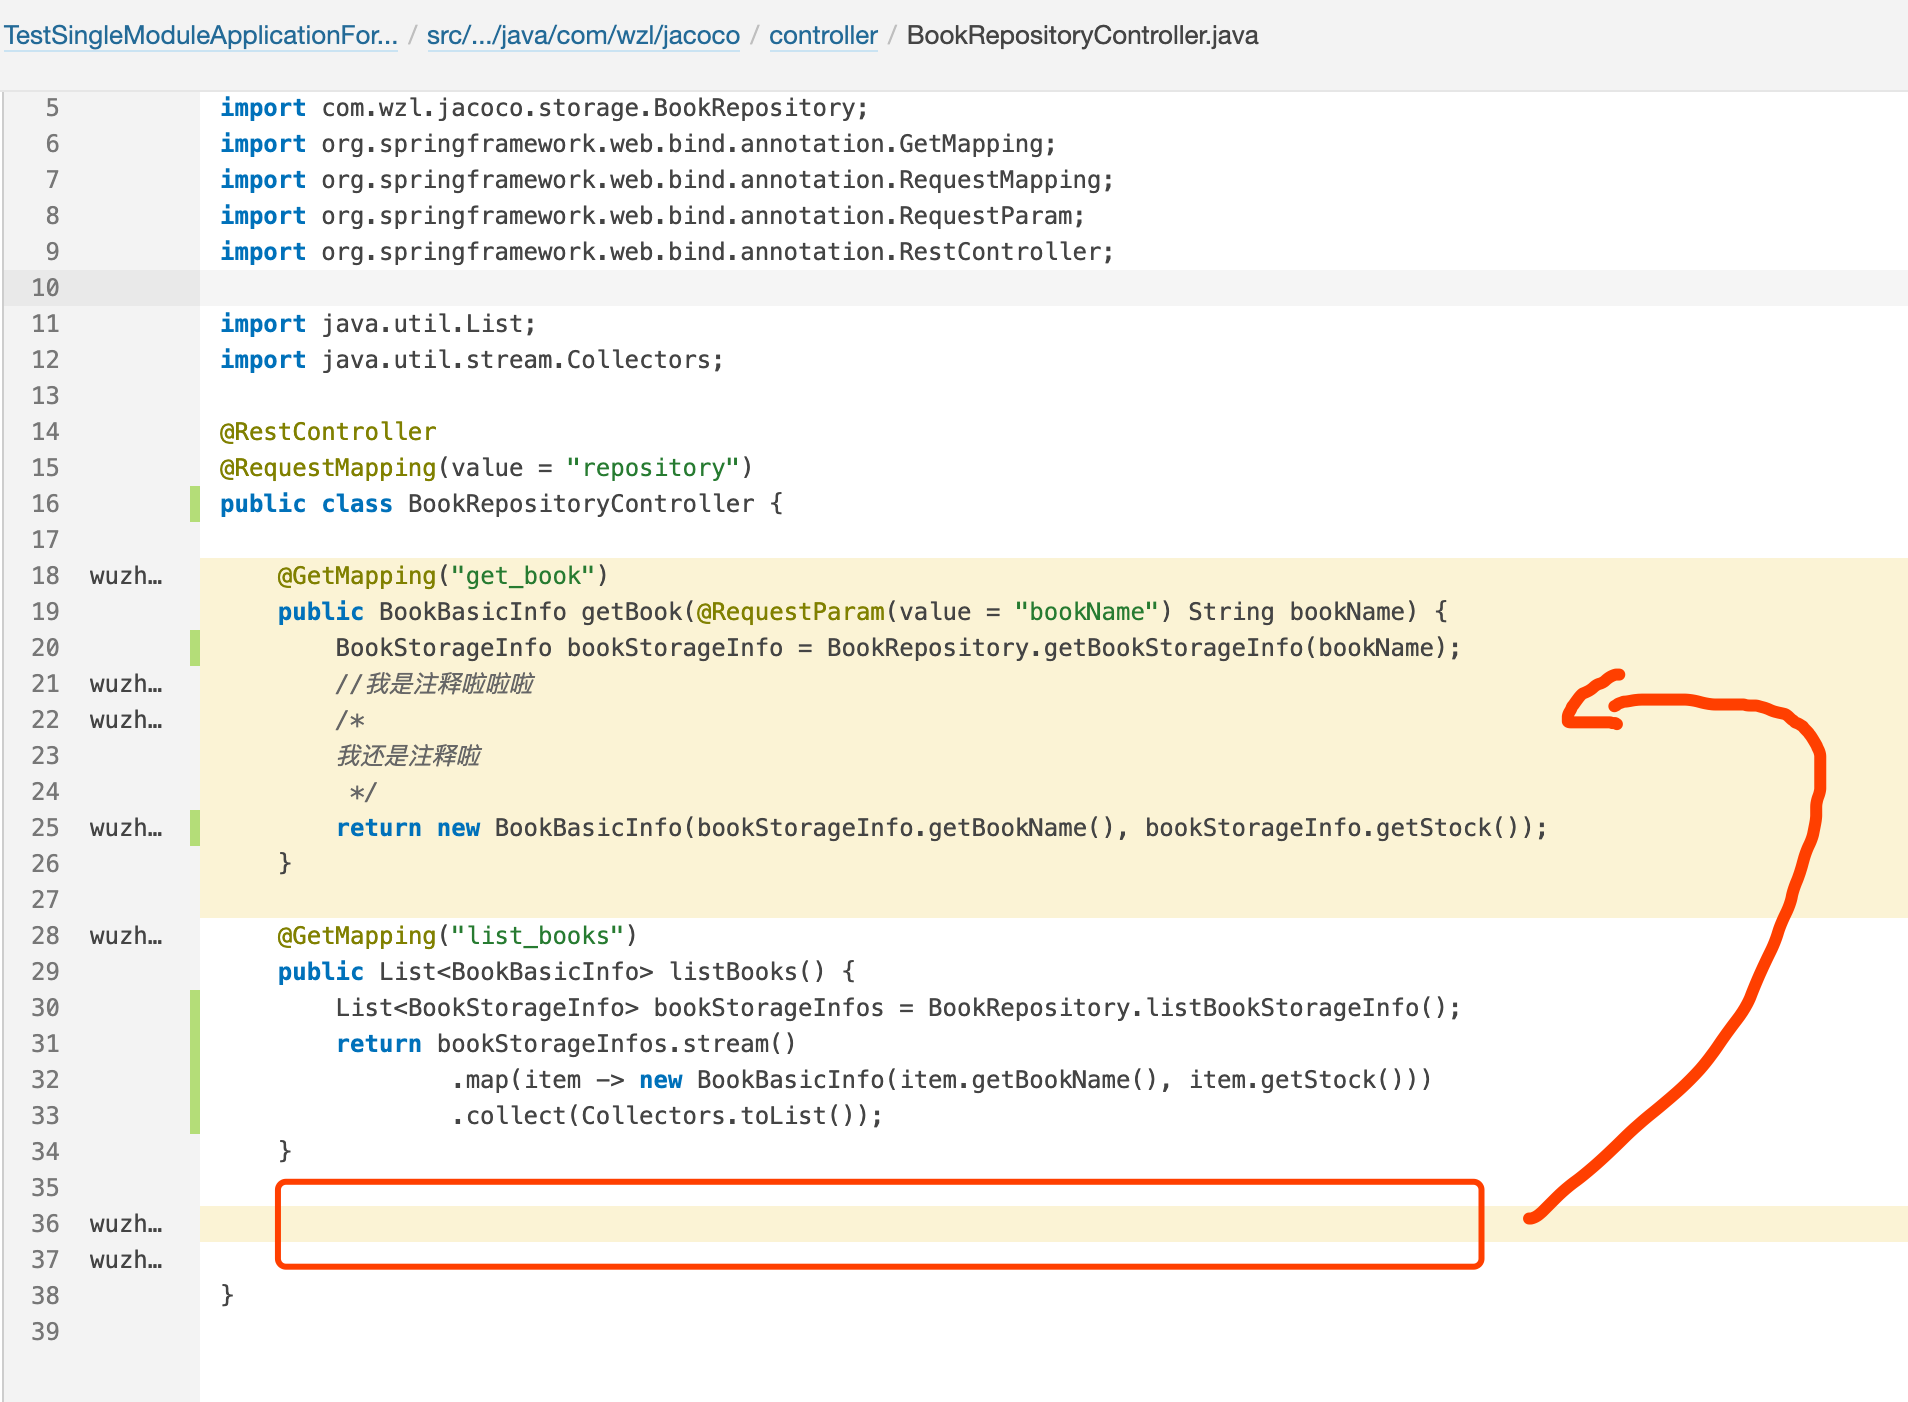 TestSingleModuleApplicationFor... / src/.../java/com/wzl/jacoco / controller / BookRepositoryController.java
5 import com.wzl.jacoco.storage.BookRepository;
6 import org.springframework.web.bind.annotation.GetMapping;
7 import org.springframework.web.bind.annotation.RequestMapping;
8 import org.springframework.web.bind.annotation.RequestParam;
9 import org.springframework.web.bind.annotation.RestController;
10
11 import java.util.List;
12 import java.util.stream.Collectors;
13
14 @RestController
15 @RequestMapping(value = "repository")
16 public class BookRepositoryController {
17
18 wuzh… @GetMapping("get_book")
19 public BookBasicInfo getBook(@RequestParam(value = "bookName") String bookName) {
20 BookStorageInfo bookStorageInfo = BookRepository.getBookStorageInfo(bookName);
21 wuzh… //我是注释啦啦啦
22 wuzh… /*
23 我还是注释啦
24 */
25 wuzh… return new BookBasicInfo(bookStorageInfo.getBookName(), bookStorageInfo.getStock());
26 }
27
28 wuzh… @GetMapping("list_books")
29 public List<BookBasicInfo> listBooks() {
30 List<BookStorageInfo> bookStorageInfos = BookRepository.listBookStorageInfo();
31 return bookStorageInfos.stream()
32 .map(item -> new BookBasicInfo(item.getBookName(), item.getStock()))
33 .collect(Collectors.toList());
34 }
35
36 wuzh…
37 wuzh…
38 }
39